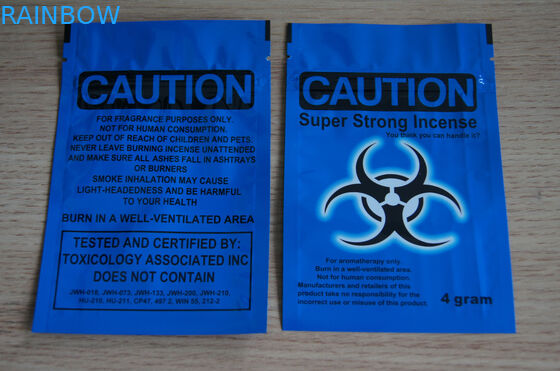 RAINBOW
CAUTION
FOR FRAGRANCE PURPOSES ONLY.
NOT FOR HUMAN CONSUMPTION.
KEEP OUT OF REACH OF CHILDREN AND PETS
NEVER LEAVE BURNING INCENSE UNATTENDED
AND MAKE SURE ALL ASHES FALL IN ASHTRAYS
OR BURNERS
SMOKE INHALATION MAY CAUSE
LIGHT-HEADEDNESS AND BE HARMFUL
TO YOUR HEALTH
BURN IN A WELL-VENTILATED AREA
TESTED AND CERTIFIED BY:
TOXICOLOGY ASSOCIATED INC
DOES NOT CONTAIN
JWH-018, JWH-073, JWH-133, JWH-200, JWH-210,
HU-210, HU-211, CP47, 497.2, WIN 55, 212-2
CAUTION
Super Strong Incense
You think you can handle it?
For aromatherapy only.
Burn in a well-ventilated area.
Not for human consumption.
Manufacturers and retailers of this
product take no responsibility for the
incorrect use or misuse of this product.
4 gram